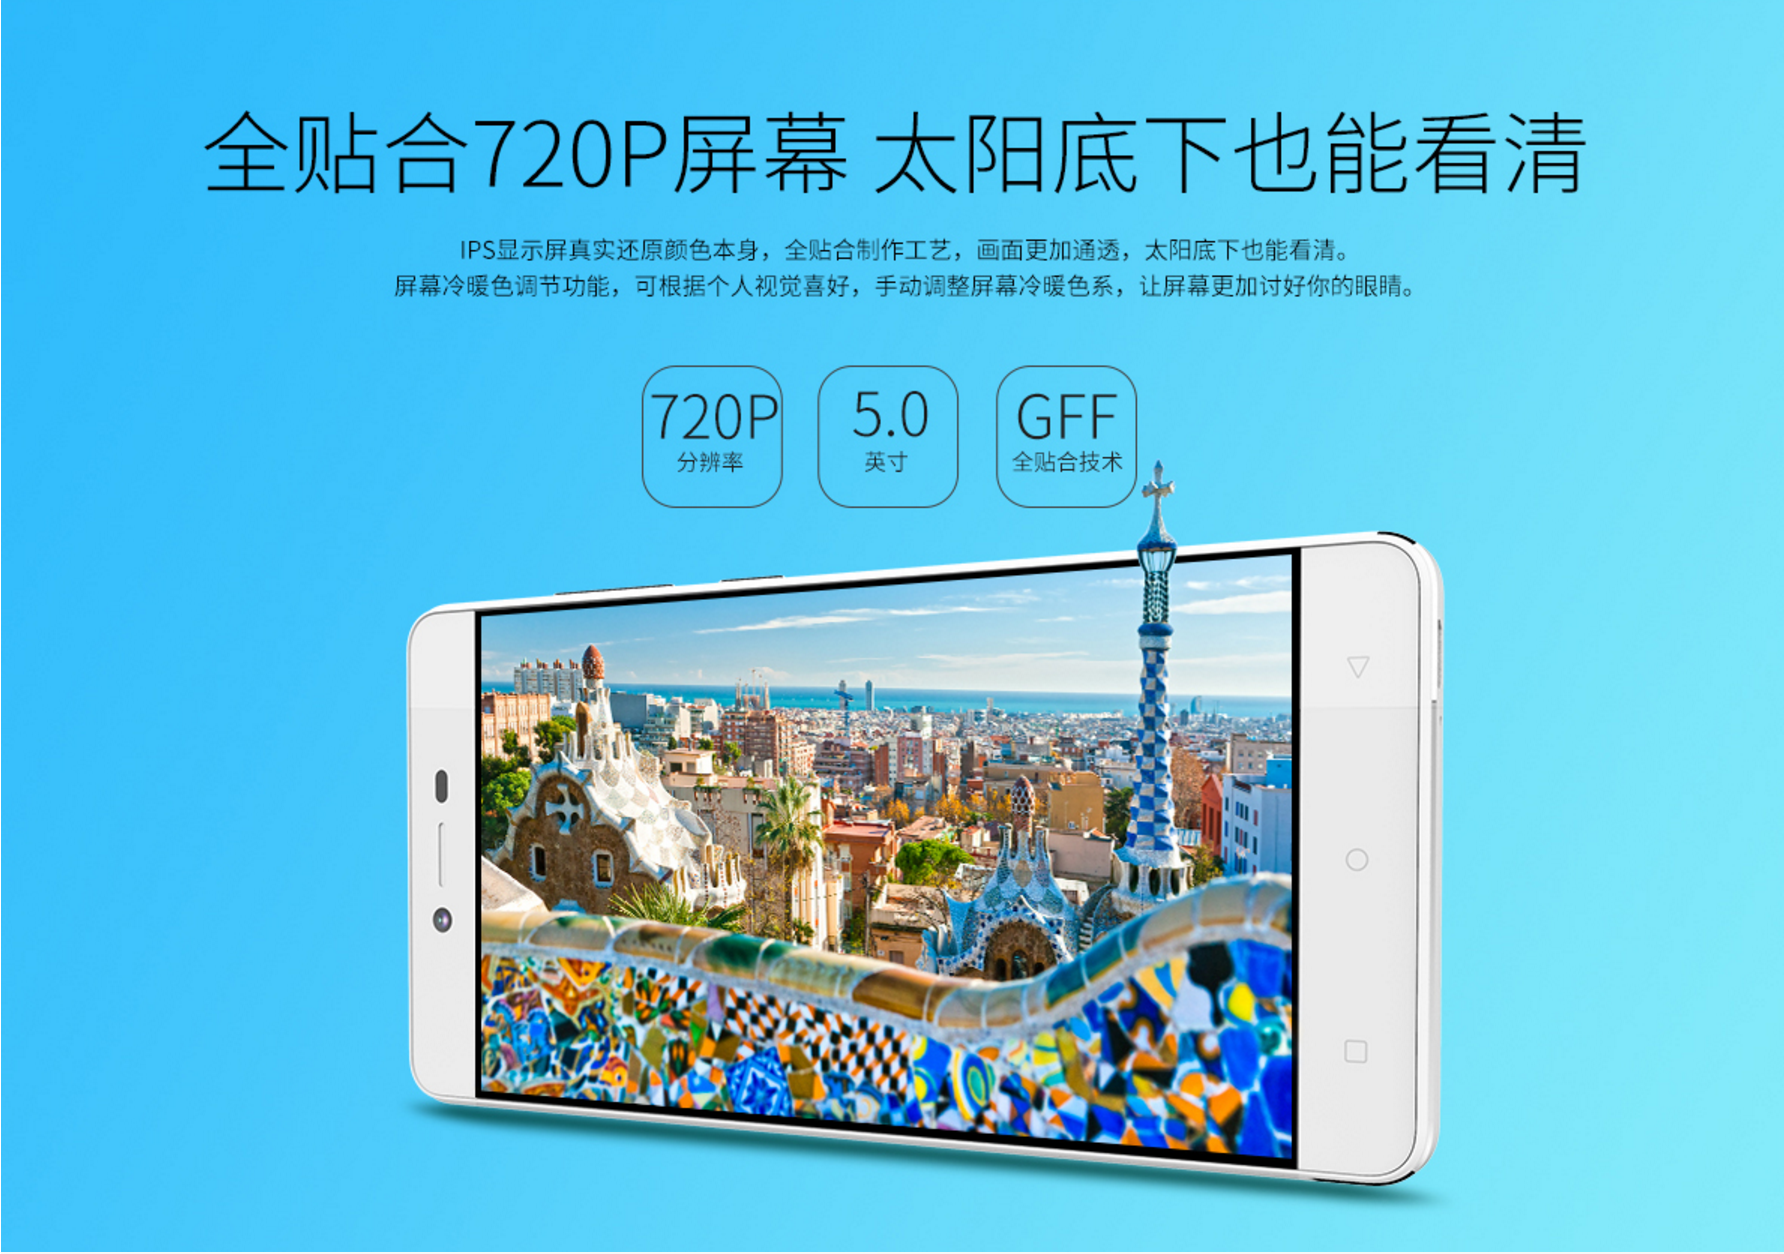 全贴合720P屏幕 太阳底下也能看清
IPS显示屏真实还原颜色本身，全贴合制作工艺，画面更加通透，太阳底下也能看清。
屏幕冷暖色调节功能，可根据个人视觉喜好，手动调整屏幕冷暖色系，让屏幕更加讨好你的眼睛。
720P
分辨率
5.0
英寸
GFF
全贴合技术